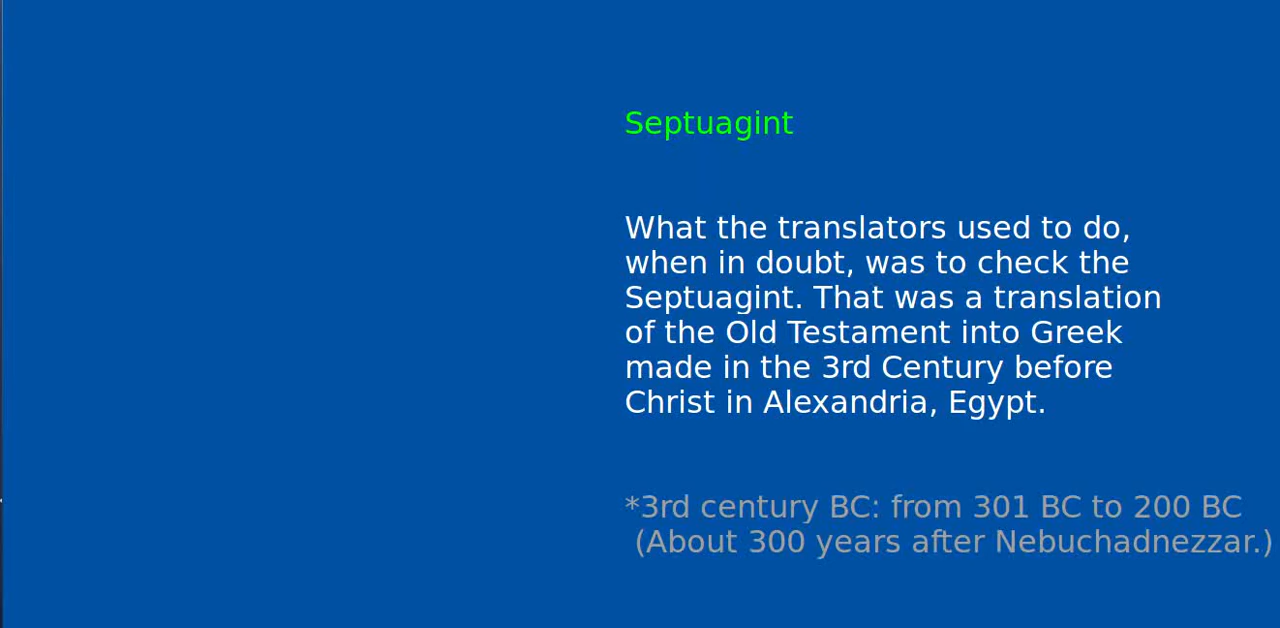 Septuagint
What the translators used to do,
when in doubt, was to check the
Septuagint. That was a translation
of the Old Testament into Greek
made in the 3rd Century before
Christ in Alexandria, Egypt.
*3rd century BC: from 301 BC to 200 BC
(About 300 years after Nebuchadnezzar.)